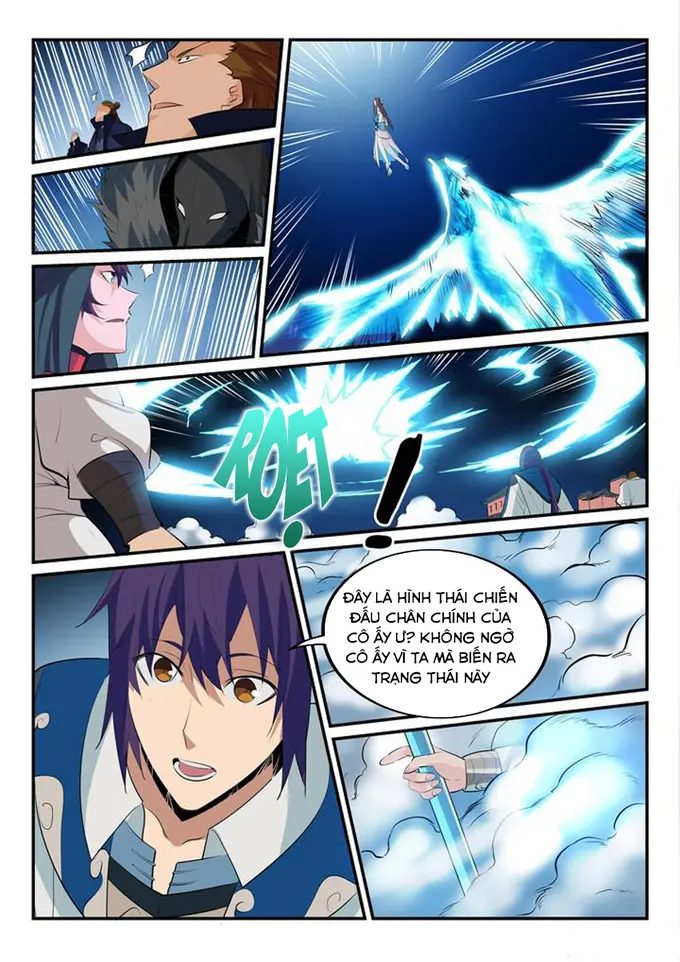 ROẸT
!
ĐÂY LÀ HÌNH THÁI CHIẾN
ĐẤU CHÂN CHÍNH CỦA
CÔ ẤY Ư? KHÔNG NGỜ
CÔ ẤY VÌ TA MÀ BIẾN RA
TRẠNG THÁI NÀY